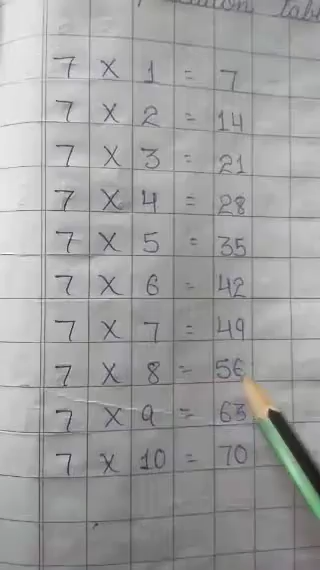 7 X 1 = 7
7 X 2 = 14
7 X 3 = 21
7 X 4 = 28
7 X 5 = 35
7 X 6 = 42
7 X 7 = 49
7 X 8 = 56
7 X 9 = 63
7 X 10 = 70